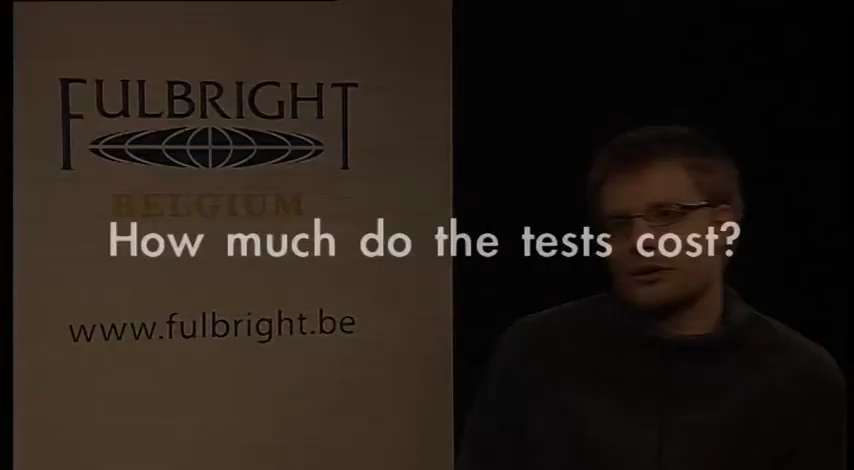 FULBRIGHT
BELGIUM
How much do the tests cost?
www.fulbright.be